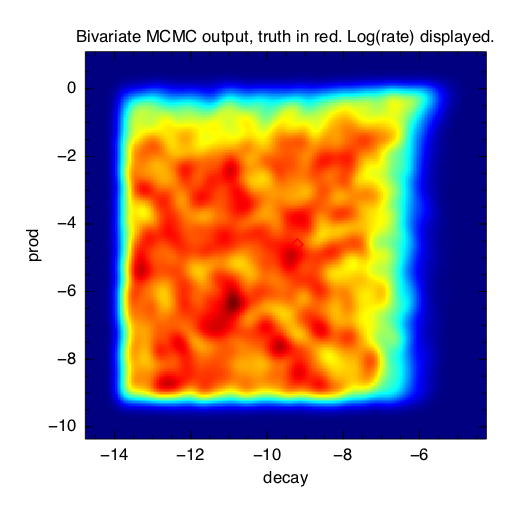 Bivariate MCMC output, truth in red. Log(rate) displayed.
0
−2
−4
−6
−8
−10
prod
−14 −12 −10 −8 −6
decay